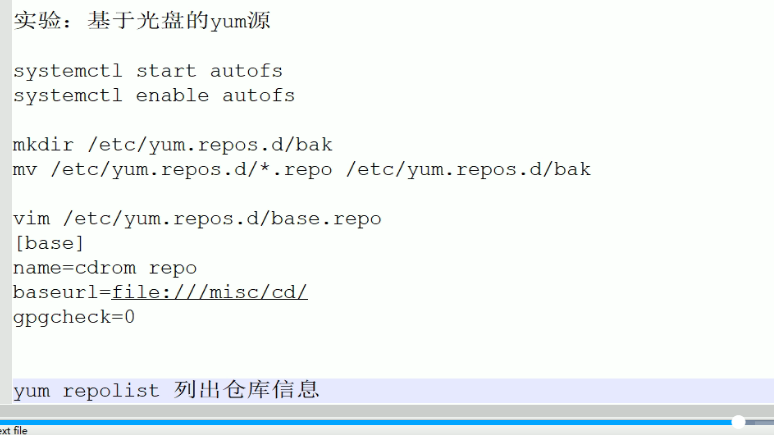 实验：基于光盘的yum源
systemctl start autofs
systemctl enable autofs
mkdir /etc/yum.repos.d/bak
mv /etc/yum.repos.d/*.repo /etc/yum.repos.d/bak
vim /etc/yum.repos.d/base.repo
[base]
name=cdrom repo
baseurl=file:///misc/cd/
gpgcheck=0
yum repolist 列出仓库信息
ext file